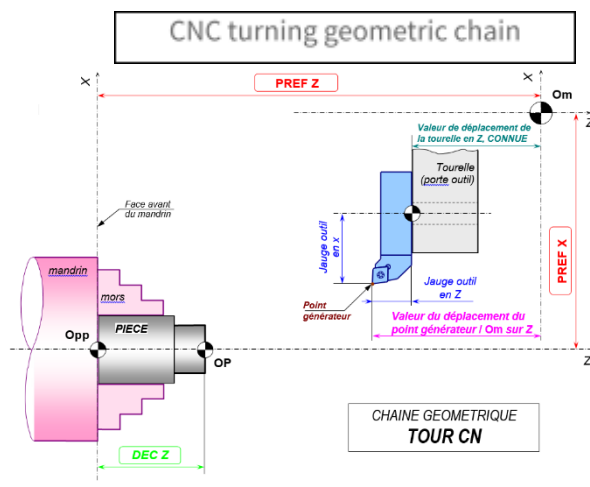 CNC turning geometric chain
X
X
PREF Z
Om
Z
Valeur de déplacement de
la tourelle en Z, CONNUE
Tourelle
(porte outil)
Face avant
du mandrin
Jauge outil
en x
PREF X
mandrin
mors
Jauge outil
en Z
Point
générateur
Valeur du déplacement du
point générateur / Om sur Z
PIECE
Opp
OP
Z
CHAINE GEOMETRIQUE
TOUR CN
DEC Z